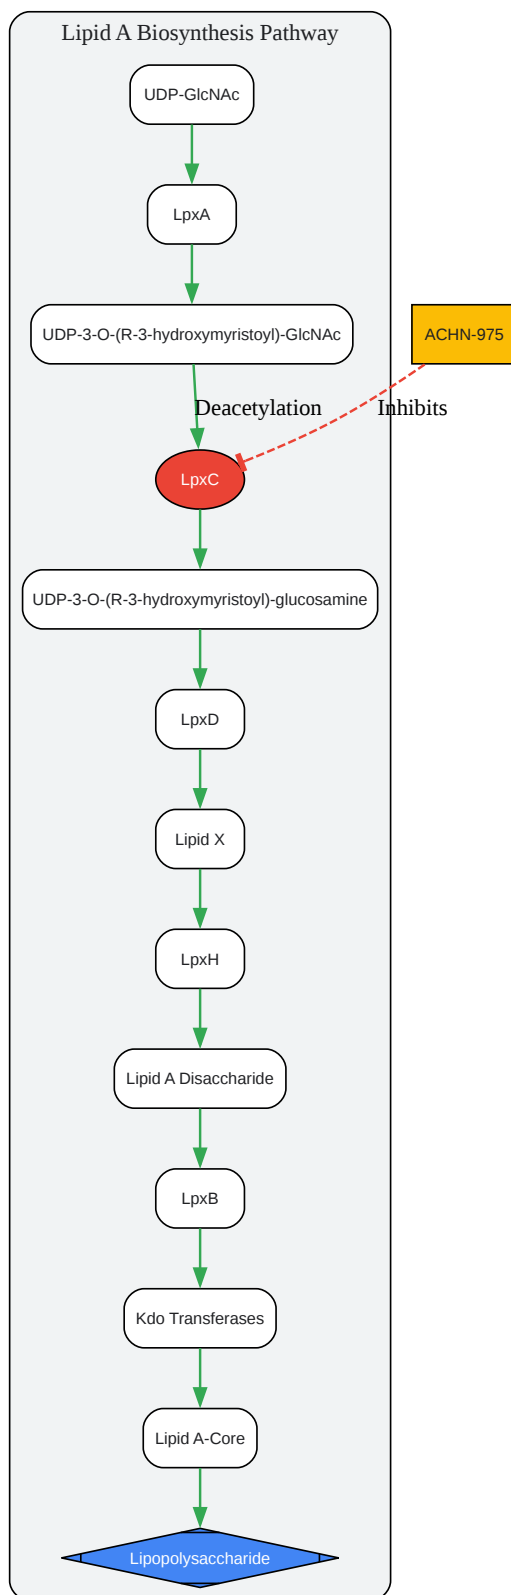 Lipid A Biosynthesis Pathway
UDP-GlcNAc
LpxA
UDP-3-O-(R-3-hydroxymyristoyl)-GlcNAc
ACHN-975
Deacetylation
Inhibits
LpxC
UDP-3-O-(R-3-hydroxymyristoyl)-glucosamine
LpxD
Lipid X
LpxH
Lipid A Disaccharide
LpxB
Kdo Transferases
Lipid A-Core
Lipopolysaccharide